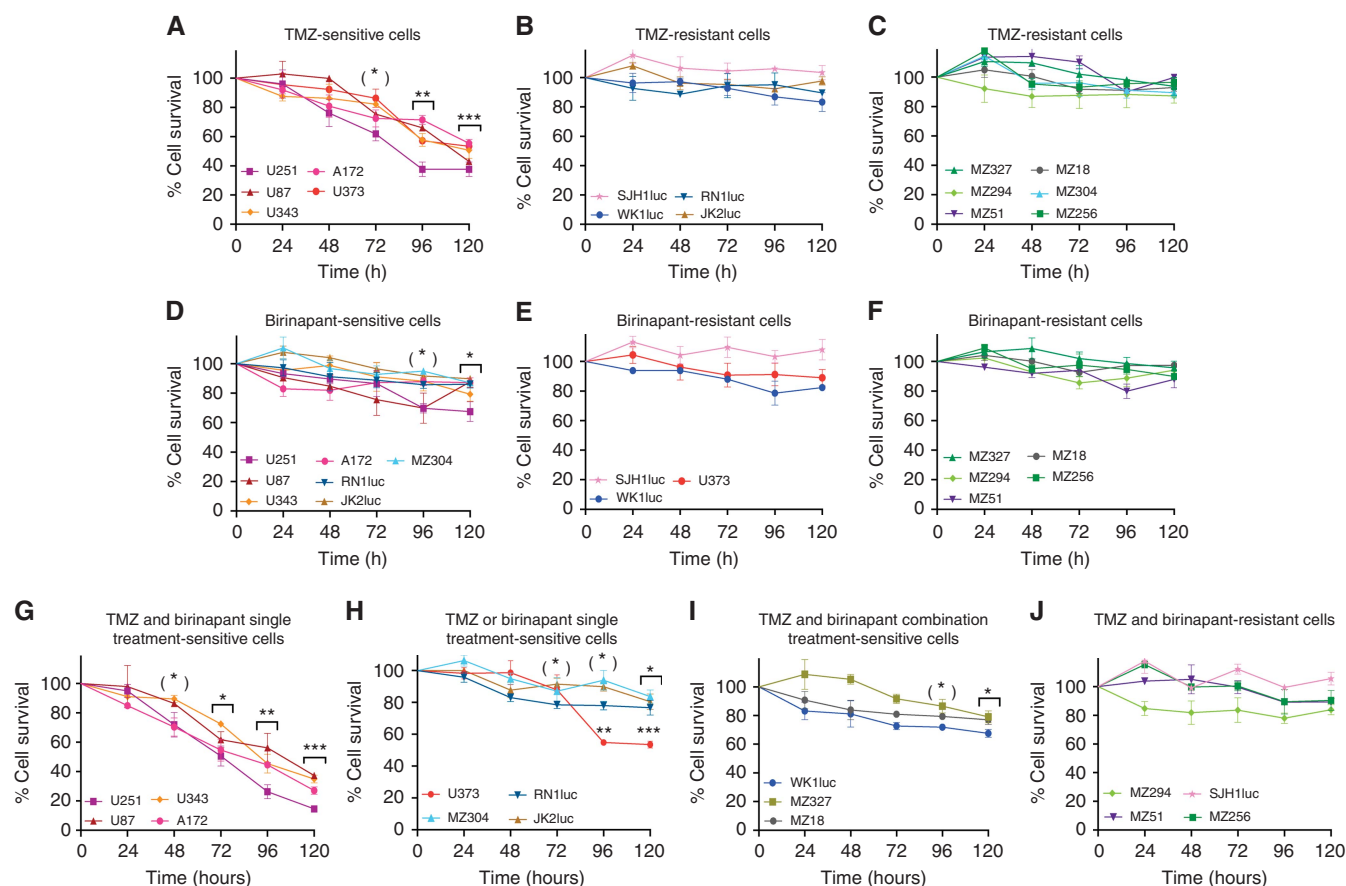 A
TMZ-sensitive cells
% Cell survival
100
80
60
40
20
0
( * )
**
***
U251
A172
U87
U373
U343
0 24 48 72 96 120
Time (h)
B
TMZ-resistant cells
% Cell survival
100
80
60
40
20
0
SJH1luc
RN1luc
WK1luc
JK2luc
0 24 48 72 96 120
Time (h)
C
TMZ-resistant cells
% Cell survival
100
80
60
40
20
0
MZ327
MZ18
MZ294
MZ304
MZ51
MZ256
0 24 48 72 96 120
Time (h)
D
Birinapant-sensitive cells
% Cell survival
100
80
60
40
20
0
( * )
*
U251
A172
MZ304
U87
RN1luc
U343
JK2luc
0 24 48 72 96 120
Time (h)
E
Birinapant-resistant cells
% Cell survival
100
80
60
40
20
0
SJH1luc
U373
WK1luc
0 24 48 72 96 120
Time (h)
F
Birinapant-resistant cells
% Cell survival
100
80
60
40
20
0
MZ327
MZ18
MZ294
MZ256
MZ51
0 24 48 72 96 120
Time (h)
G
TMZ and birinapant single
treatment-sensitive cells
% Cell survival
100
80
60
40
20
0
( * )
*
**
***
U251
U343
U87
A172
0 24 48 72 96 120
Time (hours)
H
TMZ or birinapant single
treatment-sensitive cells
% Cell survival
100
80
60
40
20
0
( * )
( * )
*
**
***
U373
RN1luc
MZ304
JK2luc
0 24 48 72 96 120
Time (hours)
I
TMZ and birinapant combination
treatment-sensitive cells
% Cell survival
100
80
60
40
20
0
( * )
*
WK1luc
MZ327
MZ18
0 24 48 72 96 120
Time (hours)
J
TMZ and birinapant-resistant cells
% Cell survival
100
80
60
40
20
0
MZ294
SJH1luc
MZ51
MZ256
0 24 48 72 96 120
Time (hours)